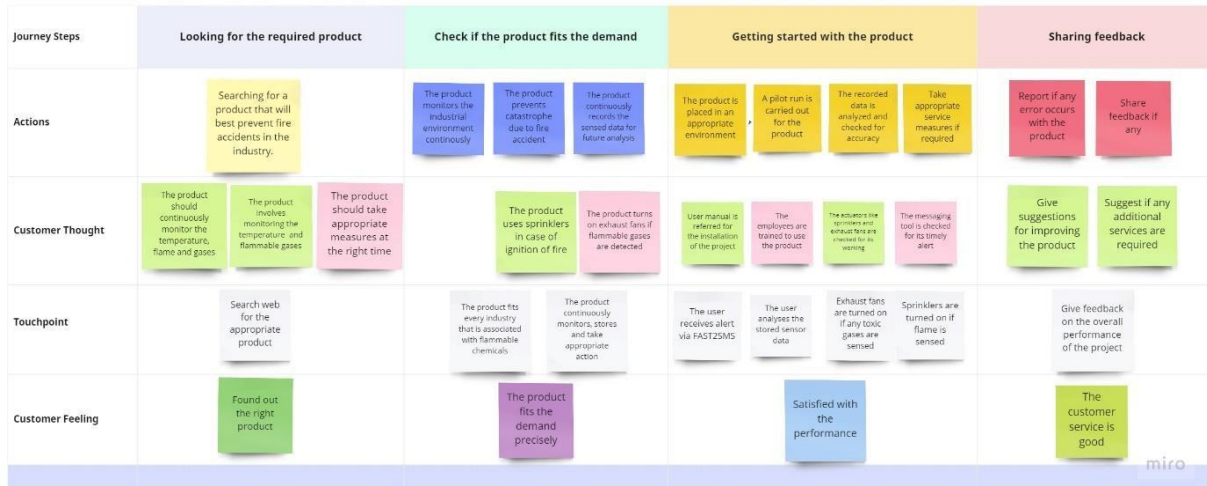 Journey Steps
Looking for the required product
Check if the product fits the demand
Getting started with the product
Sharing feedback
Actions
Searching for a
product that will
best prevent fire
accidents in the
industry.
The product
monitors the
industrial
environment
continously
The product
prevents
catastrophe
due to fire
accident
The product
continously
records the
sensed data for
future analysis
The product is
placed in an
appropriate
environment
,
A pilot run is
carried out
for the
product
The recorded
data is
analyzed and
checked for
accuracy
Take
appropriate
service
measures if
required
Report if any
error occurs
with the
product
Share
feedback if
any
Customer Thought
The product
should
continuously
monitor the
temperature,
flame and gases
The product
involves
monitoring the
temperature and
flammable gases
The product
should take
appropriate
measures at
the right time
The product
uses sprinklers
in case of
ignition of fire
The product turns
on exhaust fans if
flammable gases
are detected
User manual is
referred for
the installation of
the project
The
employees are
trained to use
the product
The actuators like
sprinklers and
exhaust fans are
checked for its
working
The messaging
tool is checked
for its timely
alert
Give
suggestions
for improving
the product
Suggest if any
additional
services are
required
Touchpoint
Search web
for the
appropriate
product
The product fits
every industry
that is associated
with flammable
chemicals
The product
continously
monitors, stores
and take
appropriate
action
The user
receives alert
via FAST2SMS
The user
analyses the
stored sensor
data
Exhaust fans
are turned on
if any toxic
gases are
sensed
Sprinklers are
turned on if
flame is
sensed
Give feedback
on the overall
performance
of the project
Customer Feeling
Found out
the right
product
The product
fits the
demand
precisely
Satisfied with
the
performance
The
customer
service is
good
miro